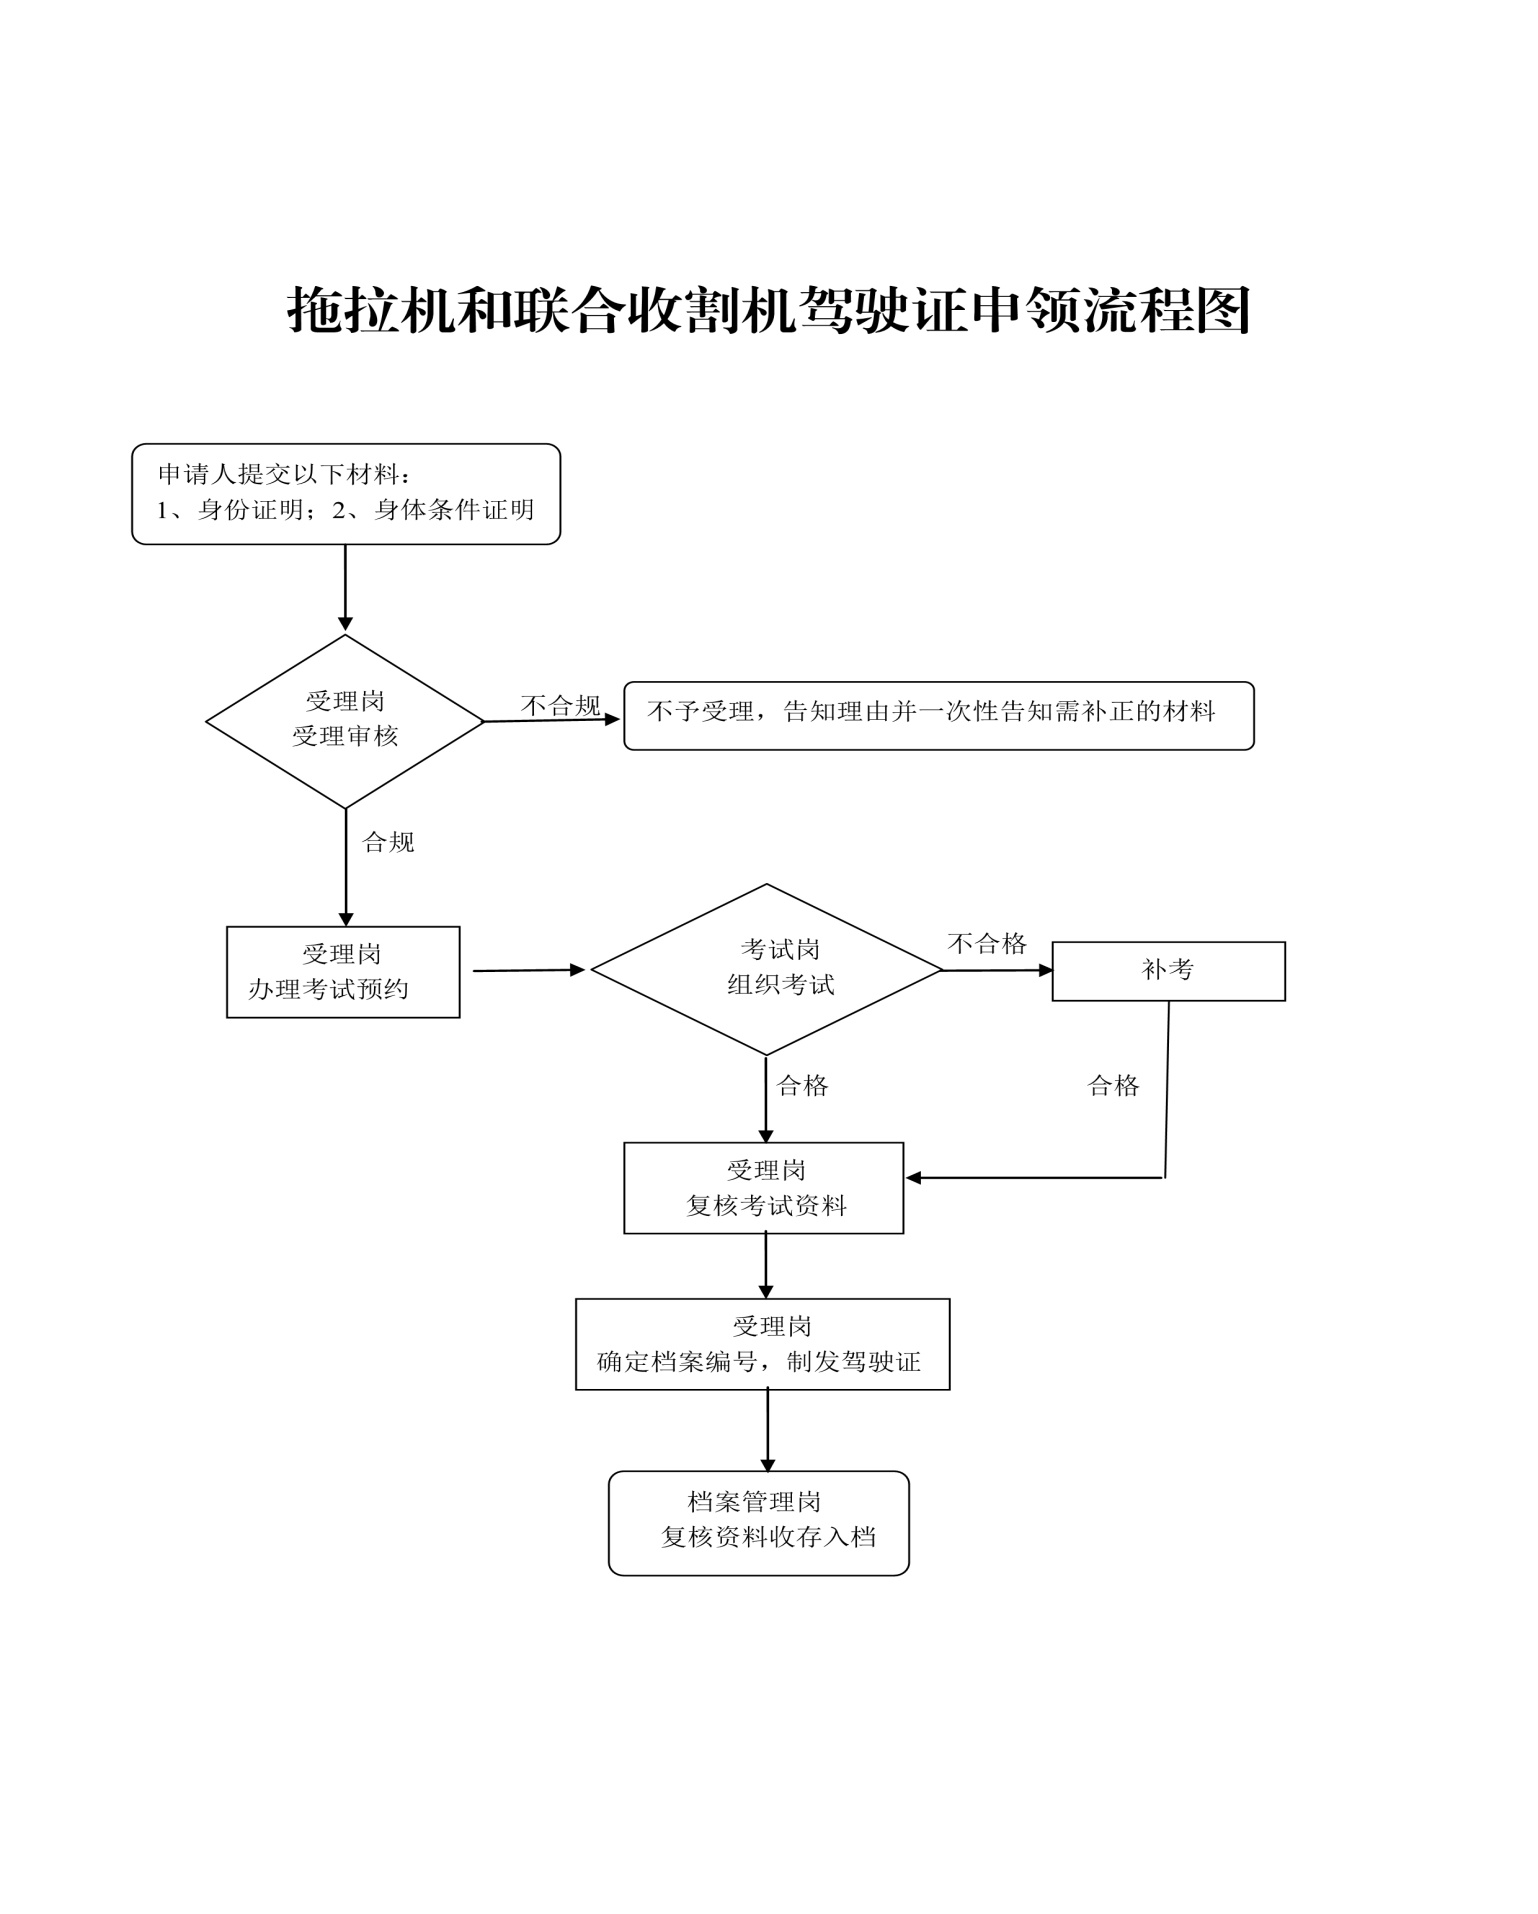 拖拉机和联合收割机驾驶证申领流程图
申请人提交以下材料：
1、身份证明；2、身体条件证明
受理岗
受理审核
不合规
不予受理，告知理由并一次性告知需补正的材料
合规
受理岗
办理考试预约
考试岗
组织考试
不合格
补考
合格
合格
受理岗
复核考试资料
受理岗
确定档案编号，制发驾驶证
档案管理岗
复核资料收存入档